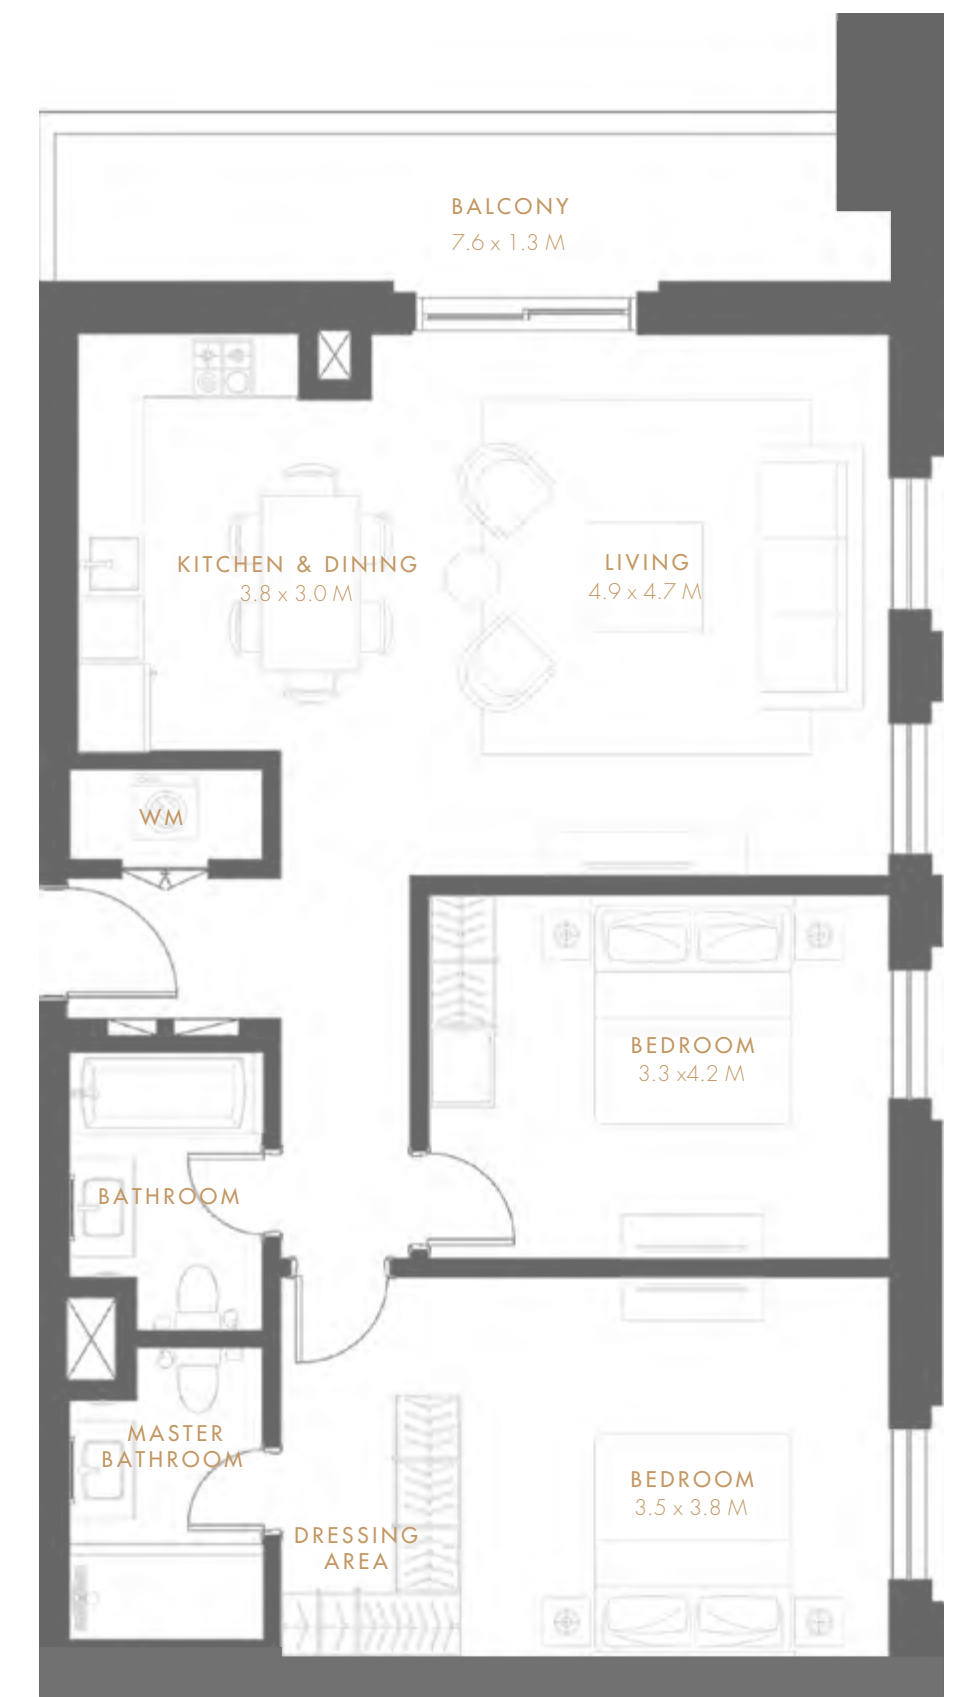 BALCONY
7.6 x 1.3 M
KITCHEN & DINING
3.8 x 3.0 M
LIVING
4.9 x 4.7 M
WM
BEDROOM
3.3 x4.2 M
BATHROOM
MASTER
BATHROOM
BEDROOM
3.5 x 3.8 M
DRESSING
AREA